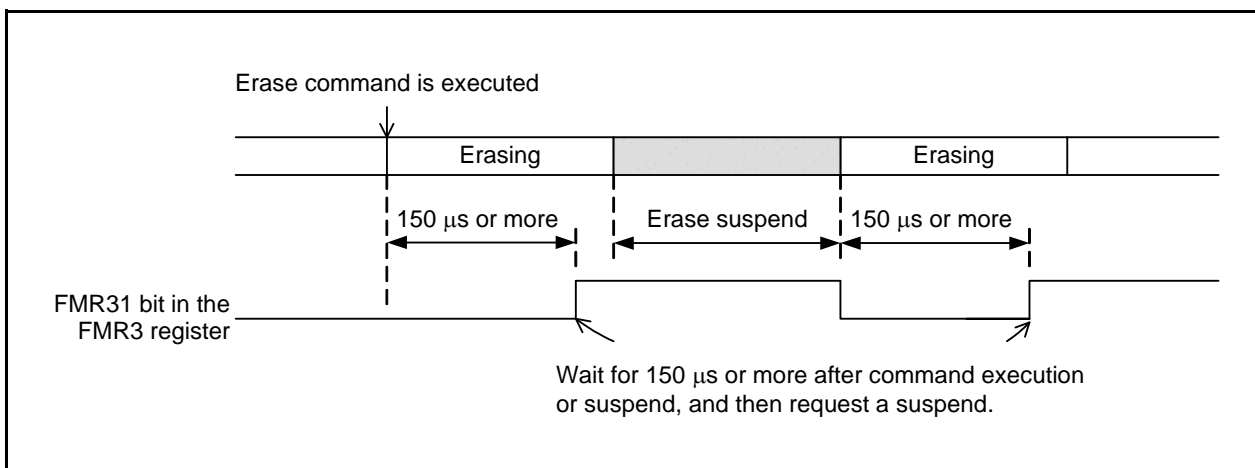 Erase command is executed
Erasing
Erasing
150 μs or more
Erase suspend
150 μs or more
FMR31 bit in the
FMR3 register
Wait for 150 μs or more after command execution
or suspend, and then request a suspend.